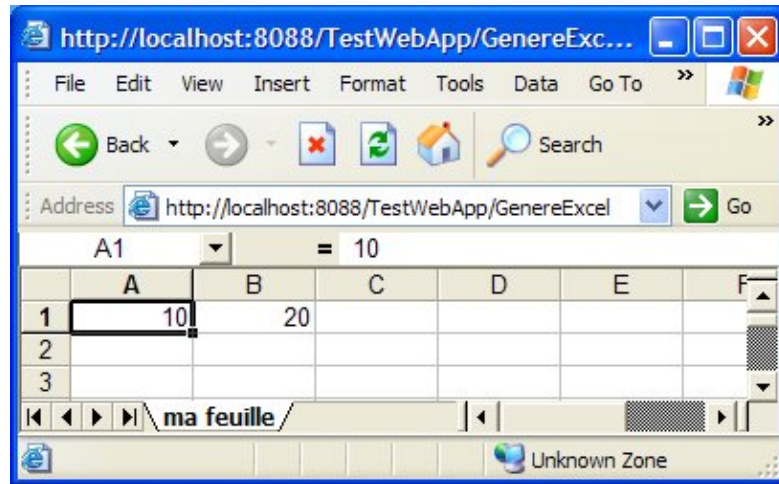 http://localhost:8088/TestWebApp/GenereExc...
File Edit View Insert Format Tools Data Go To »
Back Search »
Address http://localhost:8088/TestWebApp/GenereExcel Go
A1 = 10
A B C D E F
1 10 20
2
3
ma feuille
Unknown Zone